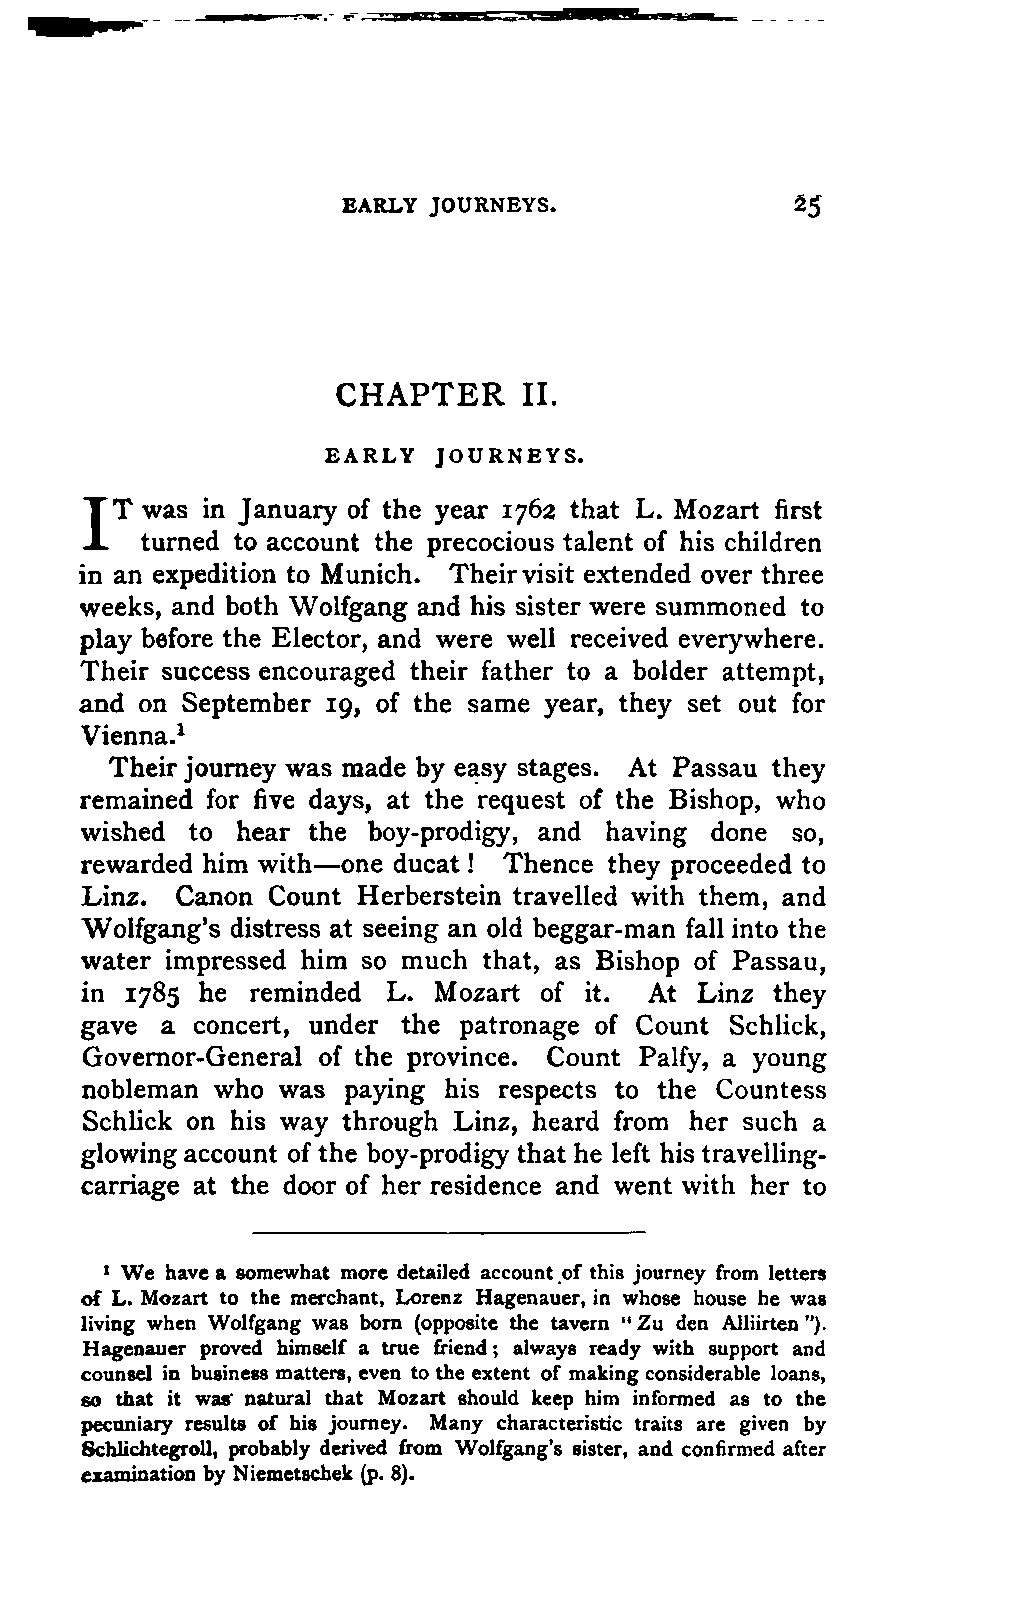 EARLY JOURNEYS. 25
CHAPTER II.
EARLY JOURNEYS.
IT was in January of the year 1762 that L. Mozart first
turned to account the precocious talent of his children
in an expedition to Munich. Their visit extended over three
weeks, and both Wolfgang and his sister were summoned to
play before the Elector, and were well received everywhere.
Their success encouraged their father to a bolder attempt,
and on September 19, of the same year, they set out for
Vienna.¹
Their journey was made by easy stages. At Passau they
remained for five days, at the request of the Bishop, who
wished to hear the boy-prodigy, and having done so,
rewarded him with—one ducat! Thence they proceeded to
Linz. Canon Count Herberstein travelled with them, and
Wolfgang's distress at seeing an old beggar-man fall into the
water impressed him so much that, as Bishop of Passau,
in 1785 he reminded L. Mozart of it. At Linz they
gave a concert, under the patronage of Count Schlick,
Governor-General of the province. Count Palfy, a young
nobleman who was paying his respects to the Countess
Schlick on his way through Linz, heard from her such a
glowing account of the boy-prodigy that he left his travelling-
carriage at the door of her residence and went with her to
¹ We have a somewhat more detailed account of this journey from letters
of L. Mozart to the merchant, Lorenz Hagenauer, in whose house he was
living when Wolfgang was born (opposite the tavern "Zu den Alliirten").
Hagenauer proved himself a true friend; always ready with support and
counsel in business matters, even to the extent of making considerable loans,
so that it was natural that Mozart should keep him informed as to the
pecuniary results of his journey. Many characteristic traits are given by
Schlichtegroll, probably derived from Wolfgang's sister, and confirmed after
examination by Niemetschek (p. 8).